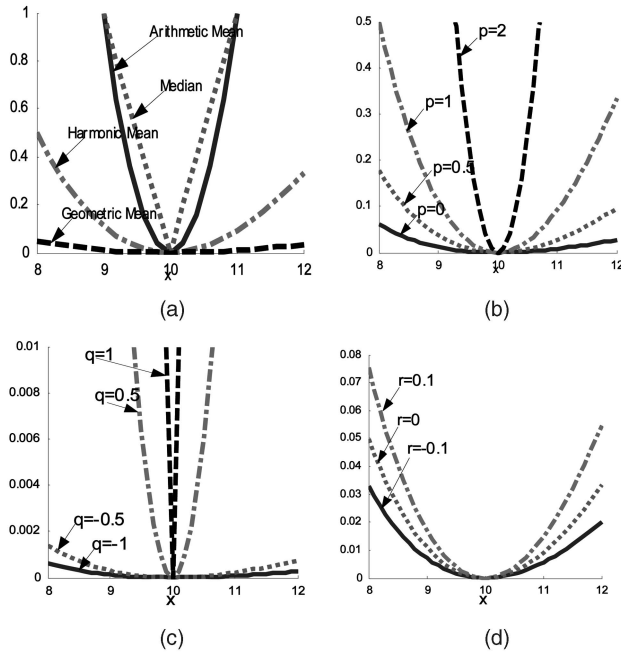 1
0.8
0.6
0.4
0.2
0
8
9
10
11
12
x
Arithmetic Mean
Median
Harmonic Mean
Geometric Mean
(a)
0.5
0.4
0.3
0.2
0.1
0
8
9
10
11
12
p=2
p=1
p=0.5
p=0
(b)
0.01
0.008
0.006
0.004
0.002
0
8
9
10
11
12
x
q=1
q=0.5
q=-0.5
q=-1
(c)
0.08
0.07
0.06
0.05
0.04
0.03
0.02
0.01
0
8
9
10
11
12
x
r=0.1
r=0
r=-0.1
(d)